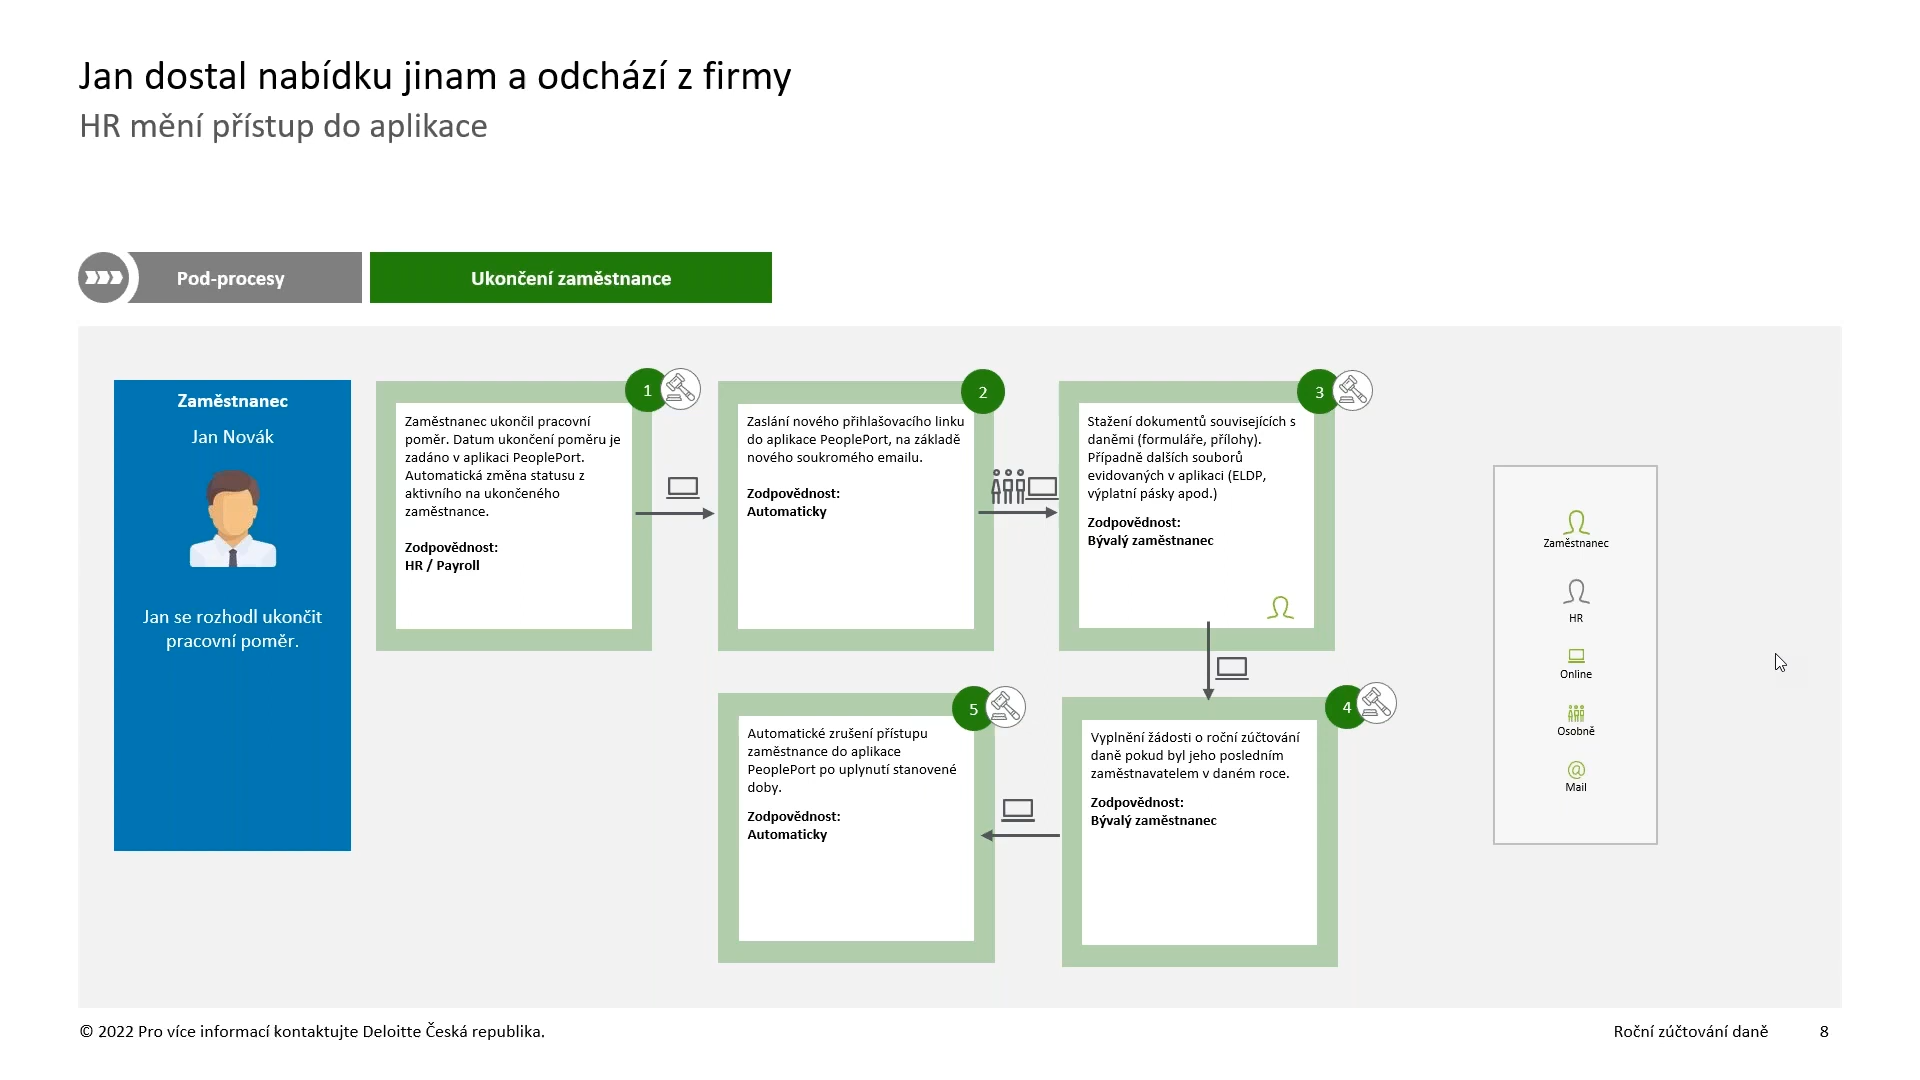 Jan dostal nabídku jinam a odchází z firmy
HR mění přístup do aplikace
Pod-procesy
Ukončení zaměstnance
Zaměstnanec
Jan Novák
Jan se rozhodl ukončit
pracovní poměr.
1
Zaměstnanec ukončil pracovní
poměr. Datum ukončení poměru je
zadáno v aplikaci PeoplePort.
Automatická změna statusu z
aktivního na ukončeného
zaměstnance.
Zodpovědnost:
HR / Payroll
2
Zaslání nového přihlašovacího linku
do aplikace PeoplePort, na základě
nového soukromého emailu.
Zodpovědnost:
Automaticky
3
Stažení dokumentů souvisejících s
daněmi (formuláře, přílohy).
Případně dalších souborů
evidovaných v aplikaci (ELDP,
výplatní pásky apod.)
Zodpovědnost:
Bývalý zaměstnanec
4
Vyplnění žádosti o roční zúčtování
daně pokud byl jeho posledním
zaměstnavatelem v daném roce.
Zodpovědnost:
Bývalý zaměstnanec
5
Automatické zrušení přístupu
zaměstnance do aplikace
PeoplePort po uplynutí stanovené
doby.
Zodpovědnost:
Automaticky
Zaměstnanec
HR
Online
Osobně
@
Mail
© 2022 Pro více informací kontaktujte Deloitte Česká republika.
Roční zúčtování daně
8